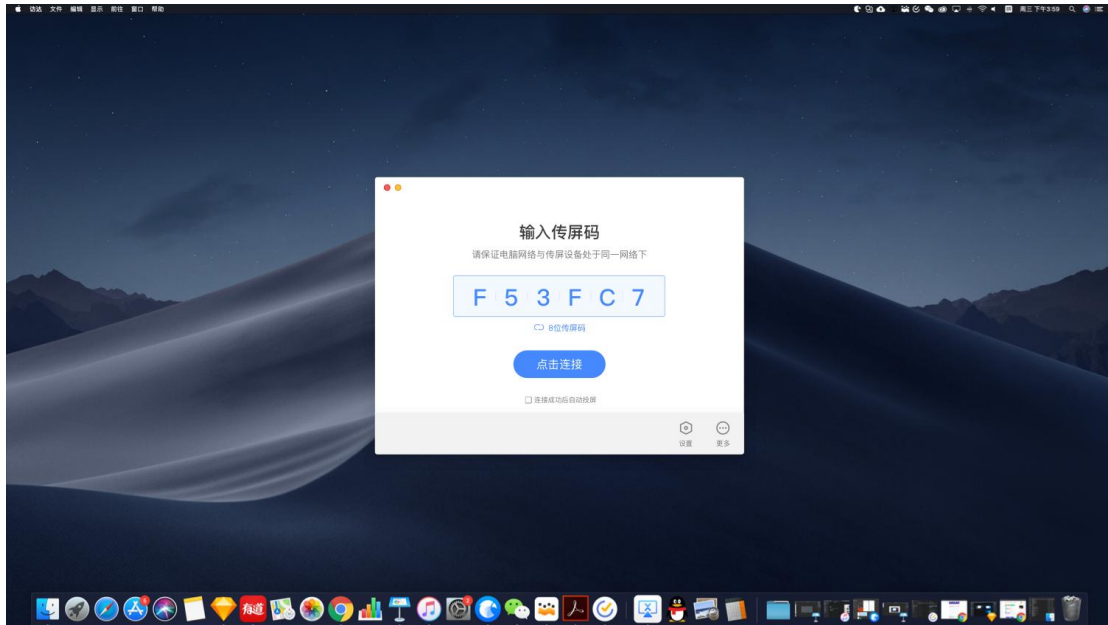 访达 文件 编辑 显示 前往 窗口 帮助
周三下午3:59
输入传屏码
请保证电脑网络与传屏设备处于同一网络下
F 5 3 F C 7
8位传屏码
点击连接
连接成功后自动投屏
设置 更多
有道